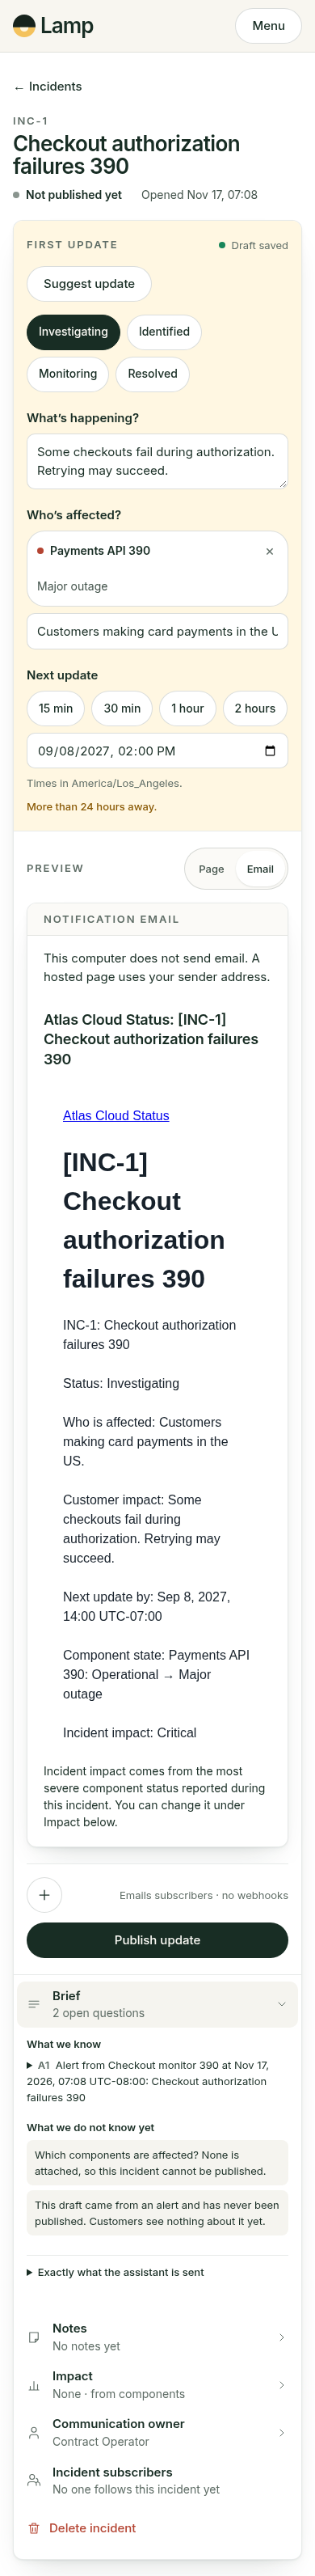 Lamp
Menu
← Incidents
INC-1
Checkout authorization
failures 390
Not published yet Opened Nov 17, 07:08
FIRST UPDATE
Draft saved
Suggest update
Investigating
Identified
Monitoring
Resolved
What's happening?
Some checkouts fail during authorization.
Retrying may succeed.
Who's affected?
Payments API 390 ×
Major outage
Customers making card payments in the U
Next update
15 min
30 min
1 hour
2 hours
09/08/2027, 02:00 PM
Times in America/Los_Angeles.
More than 24 hours away.
PREVIEW
Page
Email
NOTIFICATION EMAIL
This computer does not send email. A
hosted page uses your sender address.
Atlas Cloud Status: [INC-1]
Checkout authorization failures
390
Atlas Cloud Status
[INC-1]
Checkout
authorization
failures 390
INC-1: Checkout authorization
failures 390
Status: Investigating
Who is affected: Customers
making card payments in the
US.
Customer impact: Some
checkouts fail during
authorization. Retrying may
succeed.
Next update by: Sep 8, 2027,
14:00 UTC-07:00
Component state: Payments API
390: Operational → Major
outage
Incident impact: Critical
Incident impact comes from the most
severe component status reported during
this incident. You can change it under
Impact below.
+
Emails subscribers · no webhooks
Publish update
Brief
2 open questions
What we know
▶ A1 Alert from Checkout monitor 390 at Nov 17,
2026, 07:08 UTC-08:00: Checkout authorization
failures 390
What we do not know yet
Which components are affected? None is
attached, so this incident cannot be published.
This draft came from an alert and has never been
published. Customers see nothing about it yet.
▶ Exactly what the assistant is sent
Notes
No notes yet
Impact
None · from components
Communication owner
Contract Operator
Incident subscribers
No one follows this incident yet
Delete incident